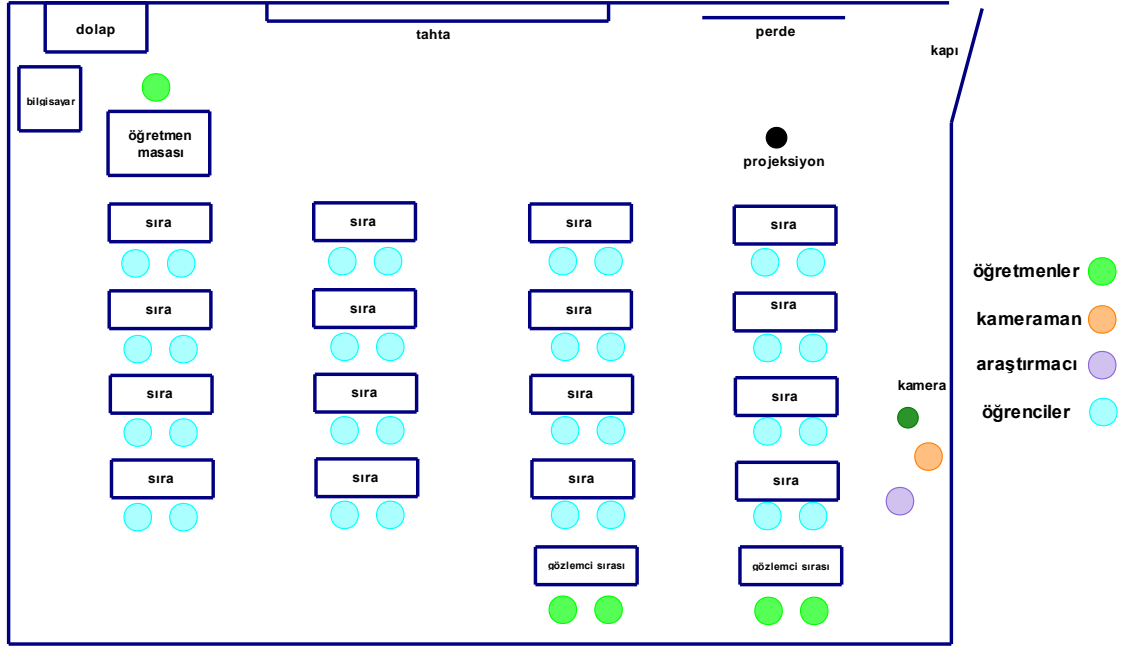 dolap
tahta
perde
kapı
bilgisayar
öğretmen
masası
projeksiyon
sıra
sıra
sıra
sıra
sıra
sıra
sıra
sıra
sıra
sıra
sıra
sıra
kamera
sıra
sıra
sıra
sıra
gözlemci sırası
gözlemci sırası
öğretmenler
kameraman
araştırmacı
öğrenciler